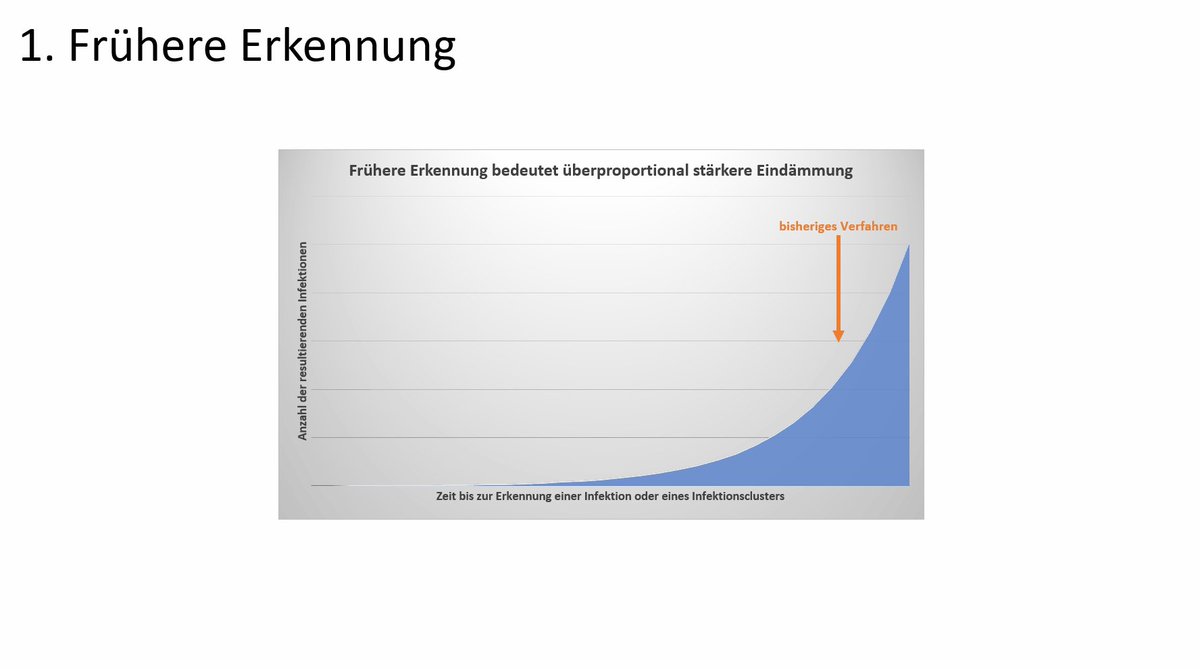 1. Frühere Erkennung
Frühere Erkennung bedeutet überproportional stärkere Eindämmung
bisheriges Verfahren
Anzahl der resultierenden Infektionen
Zeit bis zur Erkennung einer Infektion oder eines Infektionsclusters